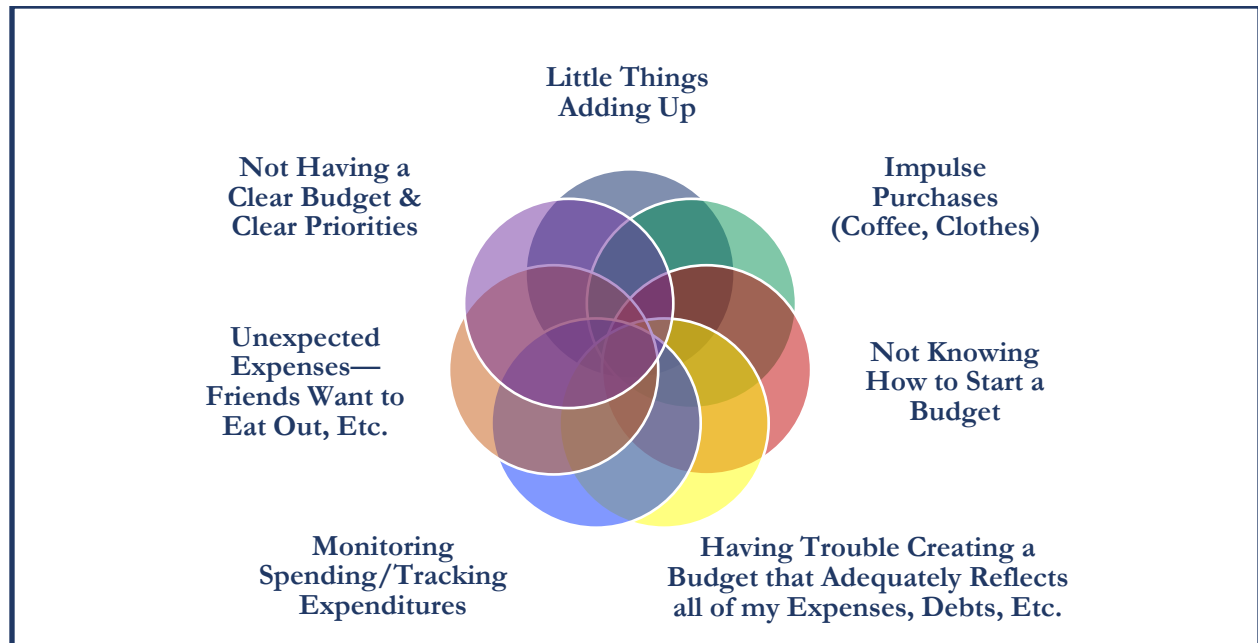 Little Things
Adding Up
Not Having a
Clear Budget &
Clear Priorities
Impulse
Purchases
(Coffee, Clothes)
Unexpected
Expenses—
Friends Want to
Eat Out, Etc.
Not Knowing
How to Start a
Budget
Monitoring
Spending/Tracking
Expenditures
Having Trouble Creating a
Budget that Adequately Reflects
all of my Expenses, Debts, Etc.